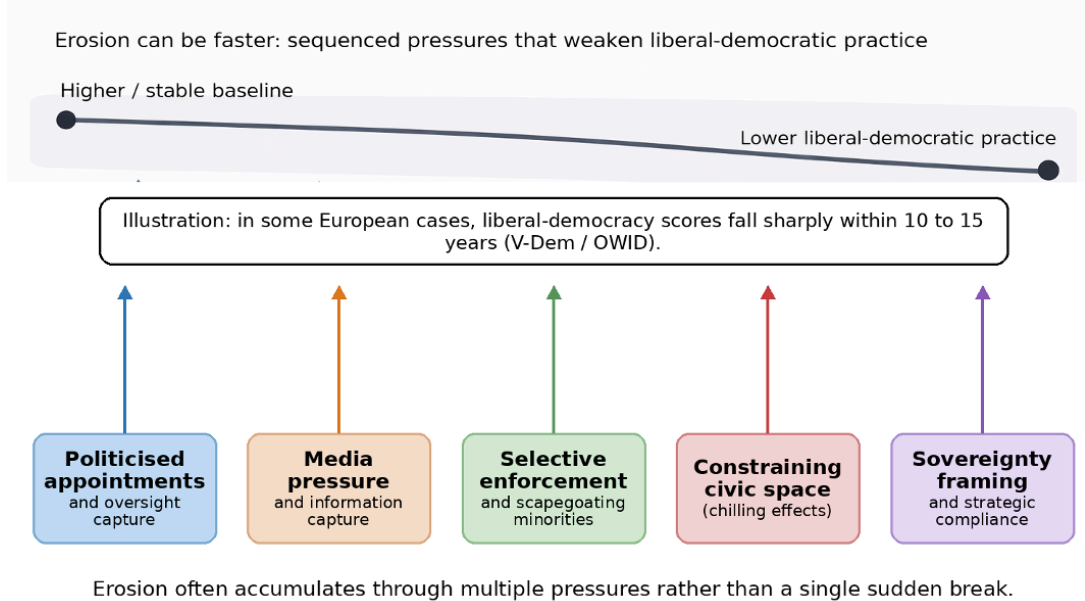 Erosion can be faster: sequenced pressures that weaken liberal-democratic practice
Higher / stable baseline
Lower liberal-democratic practice
Illustration: in some European cases, liberal-democracy scores fall sharply within 10 to 15
years (V-Dem / OWID).
Politicised
appointments
and oversight
capture
Media
pressure
and information
capture
Selective
enforcement
and scapegoating
minorities
Constraining
civic space
(chilling effects)
Sovereignty
framing
and strategic
compliance
Erosion often accumulates through multiple pressures rather than a single sudden break.